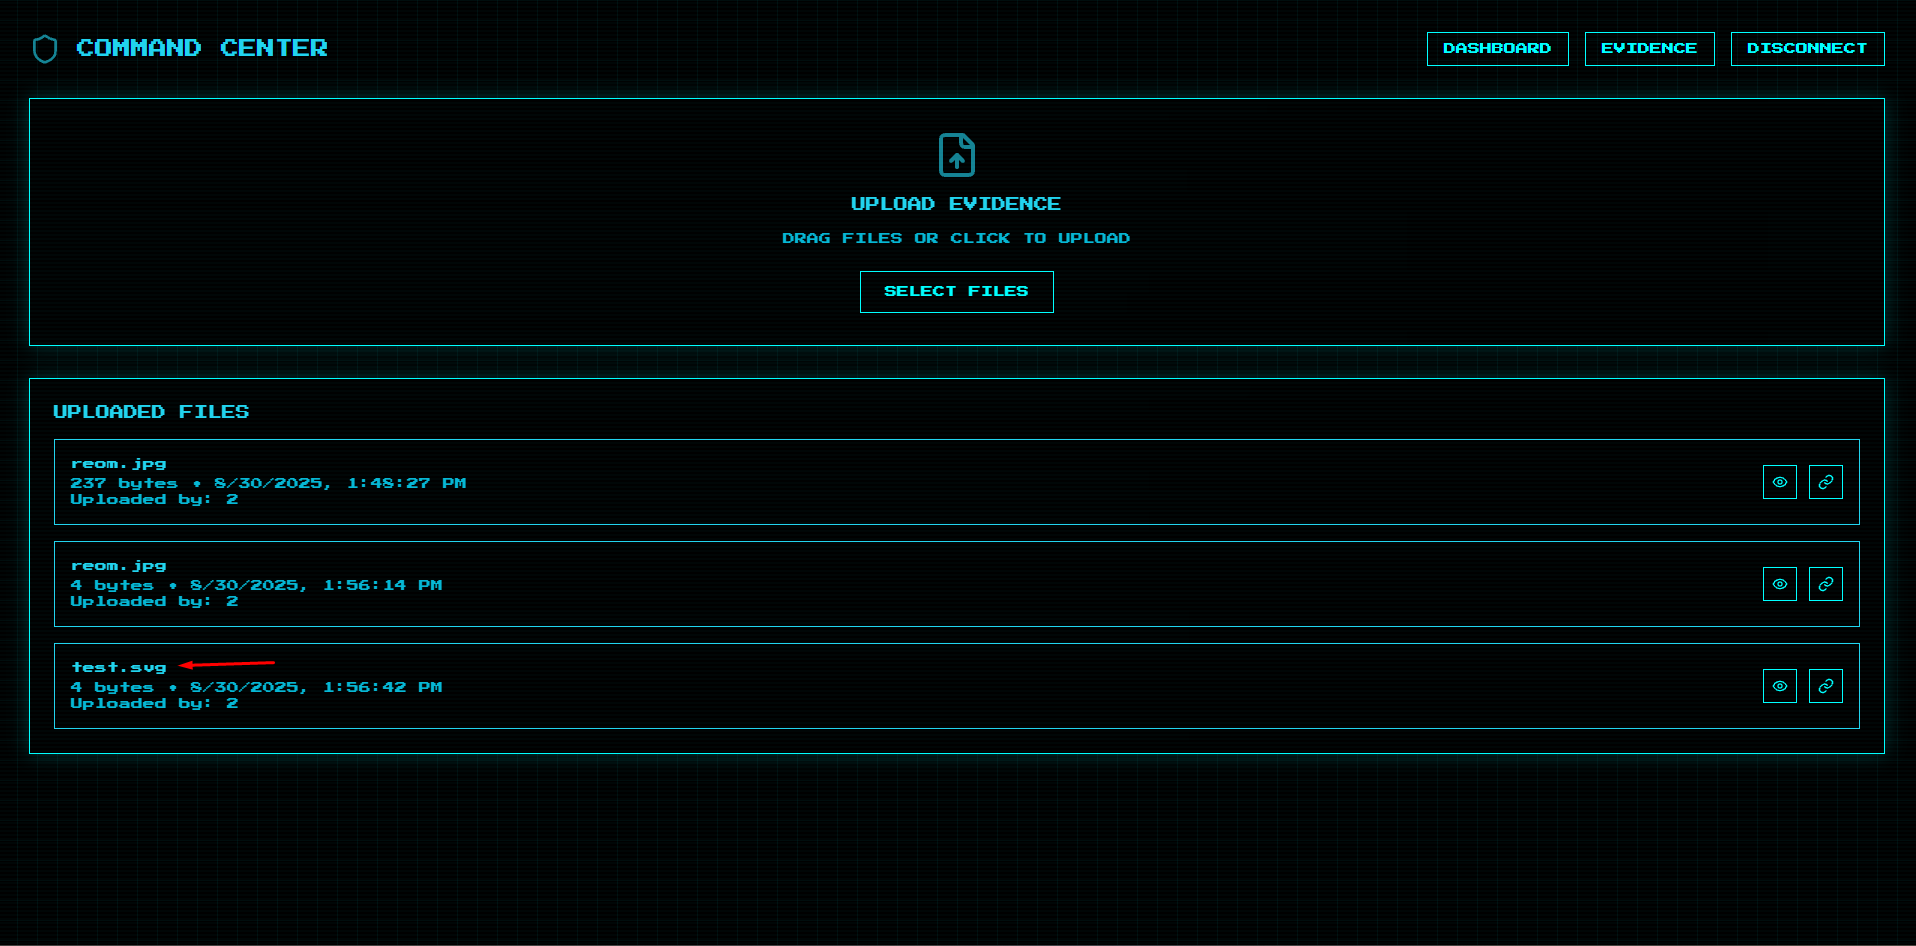 COMMAND CENTER
DASHBOARD
EVIDENCE
DISCONNECT
UPLOAD EVIDENCE
DRAG FILES OR CLICK TO UPLOAD
SELECT FILES
UPLOADED FILES
reom.jpg
237 bytes • 8/30/2025, 1:48:27 PM
Uploaded by: 2
reom.jpg
4 bytes • 8/30/2025, 1:56:14 PM
Uploaded by: 2
test.svg
4 bytes • 8/30/2025, 1:56:42 PM
Uploaded by: 2